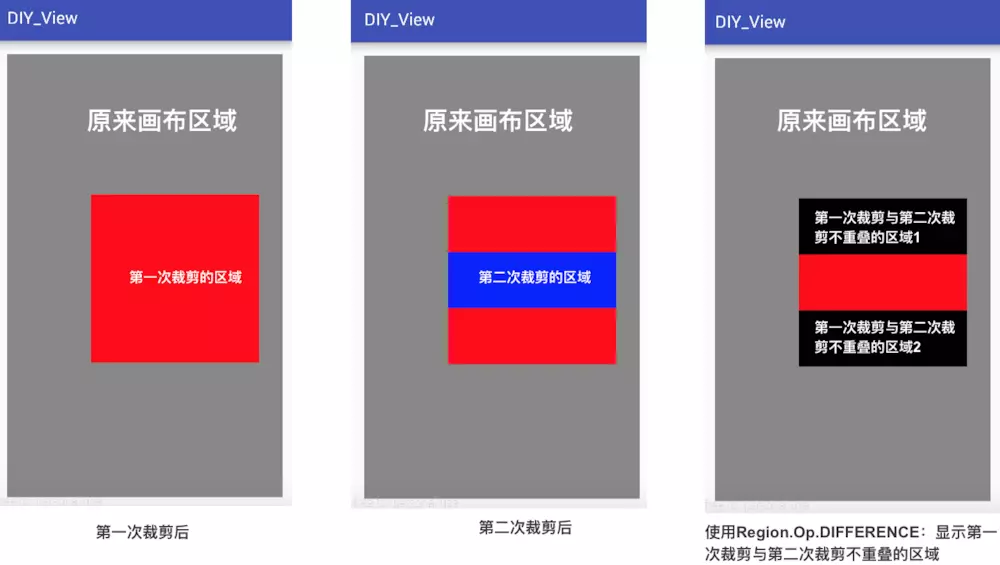 DIY_View
原来画布区域
第一次裁剪的区域
第一次裁剪后
DIY_View
原来画布区域
第二次裁剪的区域
第二次裁剪后
DIY_View
原来画布区域
第一次裁剪与第二次裁
剪不重叠的区域1
第一次裁剪与第二次裁
剪不重叠的区域2
使用Region.Op.DIFFERENCE：显示第一
次裁剪与第二次裁剪不重叠的区域